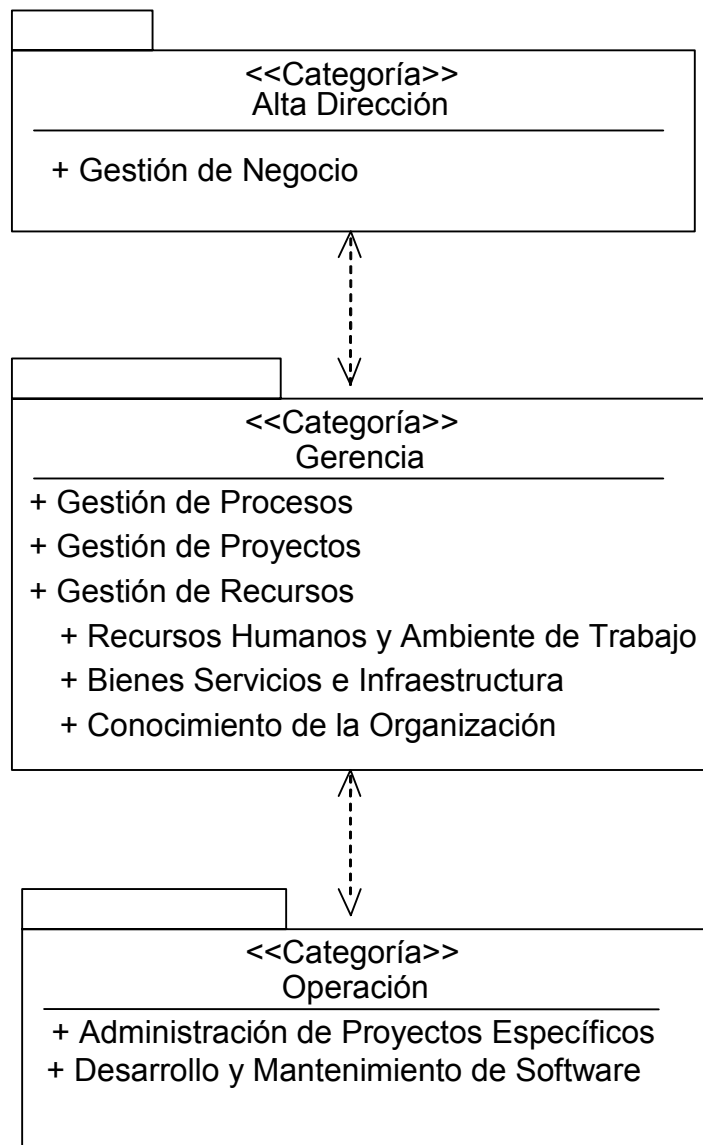 <<Categoría>>
Alta Dirección
+ Gestión de Negocio
<<Categoría>>
Gerencia
+ Gestión de Procesos
+ Gestión de Proyectos
+ Gestión de Recursos
+ Recursos Humanos y Ambiente de Trabajo
+ Bienes Servicios e Infraestructura
+ Conocimiento de la Organización
<<Categoría>>
Operación
+ Administración de Proyectos Específicos
+ Desarrollo y Mantenimiento de Software